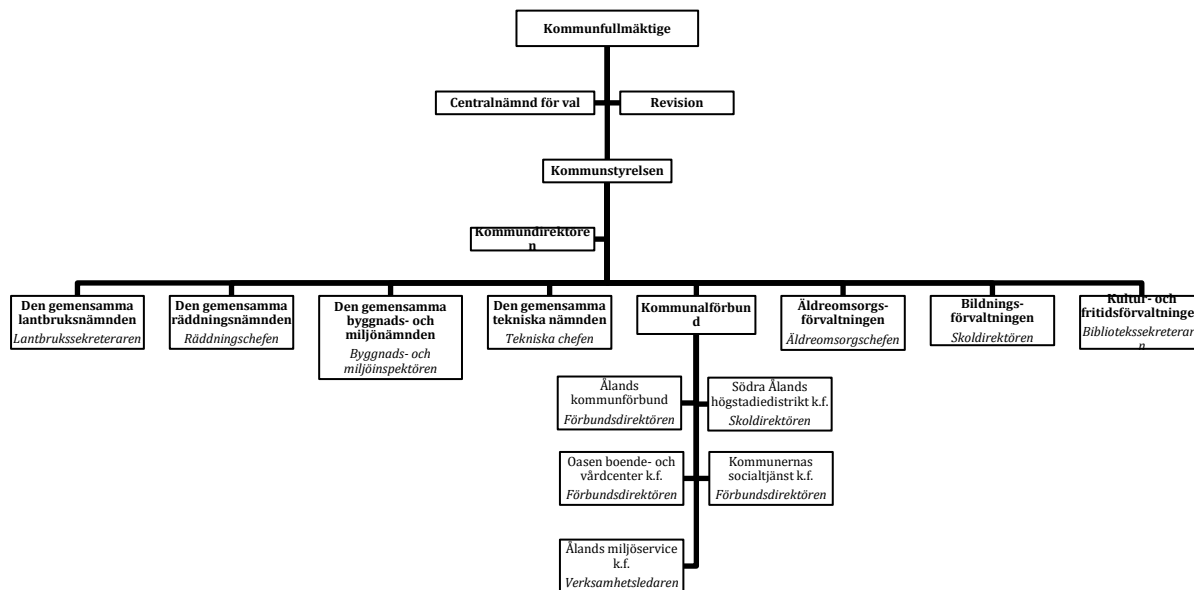 Kommunfullmäktige
Centralnämnd för val
Revision
Kommunstyrelsen
Kommundirektore
n
Den gemensamma
lantbruksnämnden
Lantbrukssekreteraren
Den gemensamma
räddningsnämnden
Räddningschefen
Den gemensamma
byggnads- och
miljönämnden
Byggnads- och
miljöinspektören
Den gemensamma
tekniska nämnden
Tekniska chefen
Kommunalförbun
d
Äldreomsorgs-
förvaltningen
Äldreomsorgschefen
Bildnings-
förvaltningen
Skoldirektören
Kultur- och
fritidsförvaltninge
Bibliotekssekreterar
n
Ålands
kommunförbund
Förbundsdirektören
Södra Ålands
högstadiedistrikt k.f.
Skoldirektören
Oasen boende- och
vårdcenter k.f.
Förbundsdirektören
Kommunernas
socialtjänst k.f.
Förbundsdirektören
Ålands miljöservice
k.f.
Verksamhetsledaren